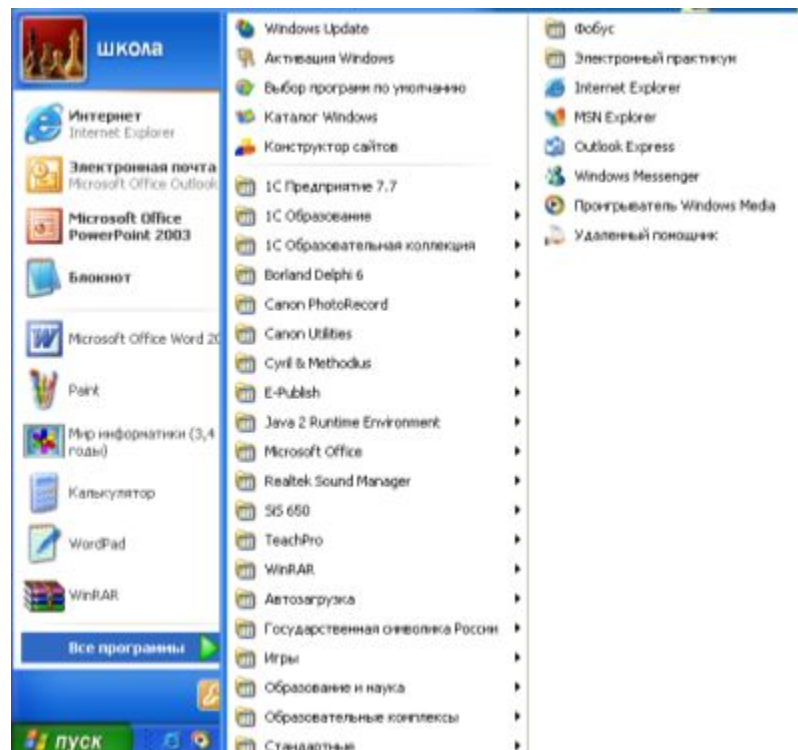 школа
Интернет
Internet Explorer
Электронная почта
Microsoft Office Outlook
Microsoft Office
PowerPoint 2003
Блокнот
Microsoft Office Word 20
Paint
Мир информатики (3,4
годы)
Калькулятор
WordPad
WinRAR
Все программы
пуск
Windows Update
Активация Windows
Выбор программ по умолчанию
Каталог Windows
Конструктор сайтов
1С Предприятие 7.7
1С Образование
1С Образовательная коллекция
Borland Delphi 6
Canon PhotoRecord
Canon Utilities
Cyril & Methodius
E-Publish
Java 2 Runtime Environment
Microsoft Office
Realtek Sound Manager
SiS 650
TeachPro
WinRAR
Автозагрузка
Государственная символика России
Игры
Образование и наука
Образовательные комплексы
Стандартные
Фобус
Электронный практикум
Internet Explorer
MSN Explorer
Outlook Express
Windows Messenger
Проигрыватель Windows Media
Удаленный помощник